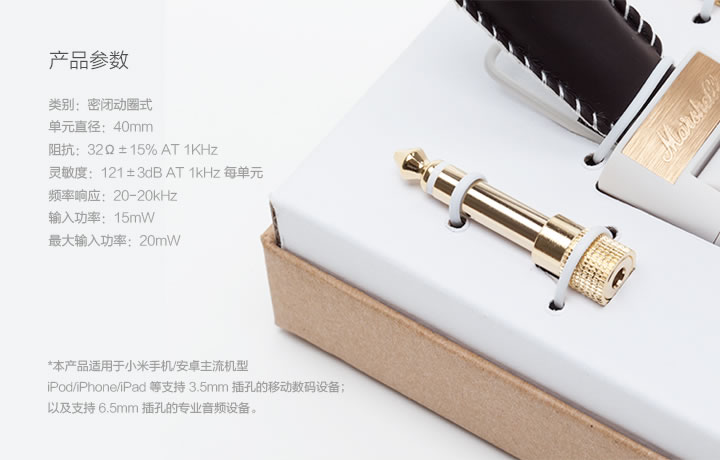 产品参数
类别：密闭动圈式
单元直径：40mm
阻抗：32Ω±15% AT 1KHz
灵敏度：121±3dB AT 1kHz 每单元
频率响应：20-20kHz
输入功率：15mW
最大输入功率：20mW
Marshall
*本产品适用于小米手机/安卓主流机型
iPod/iPhone/iPad 等支持 3.5mm 插孔的移动数码设备；
以及支持 6.5mm 插孔的专业音频设备。